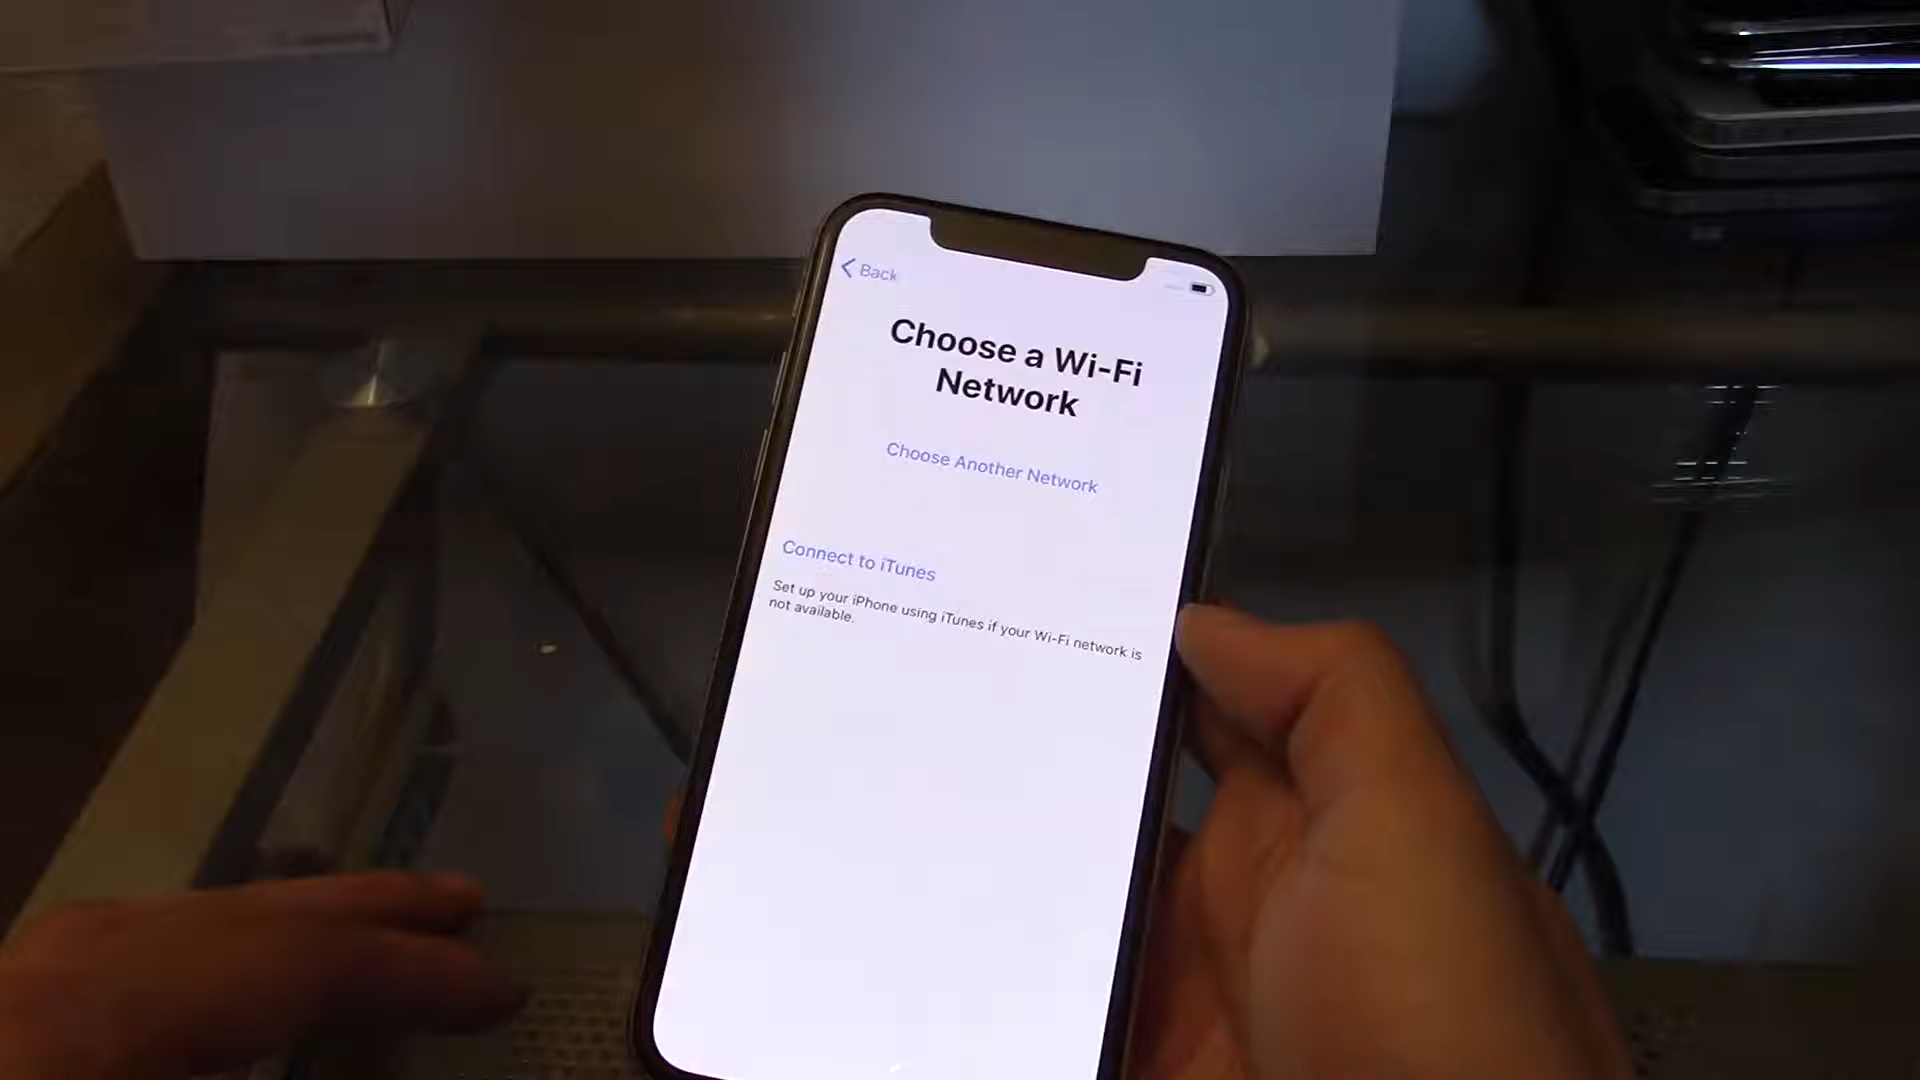 Back
Choose a Wi-Fi
Network
Choose Another Network
Connect to iTunes
Set up your iPhone using iTunes if your Wi-Fi network is
not available.